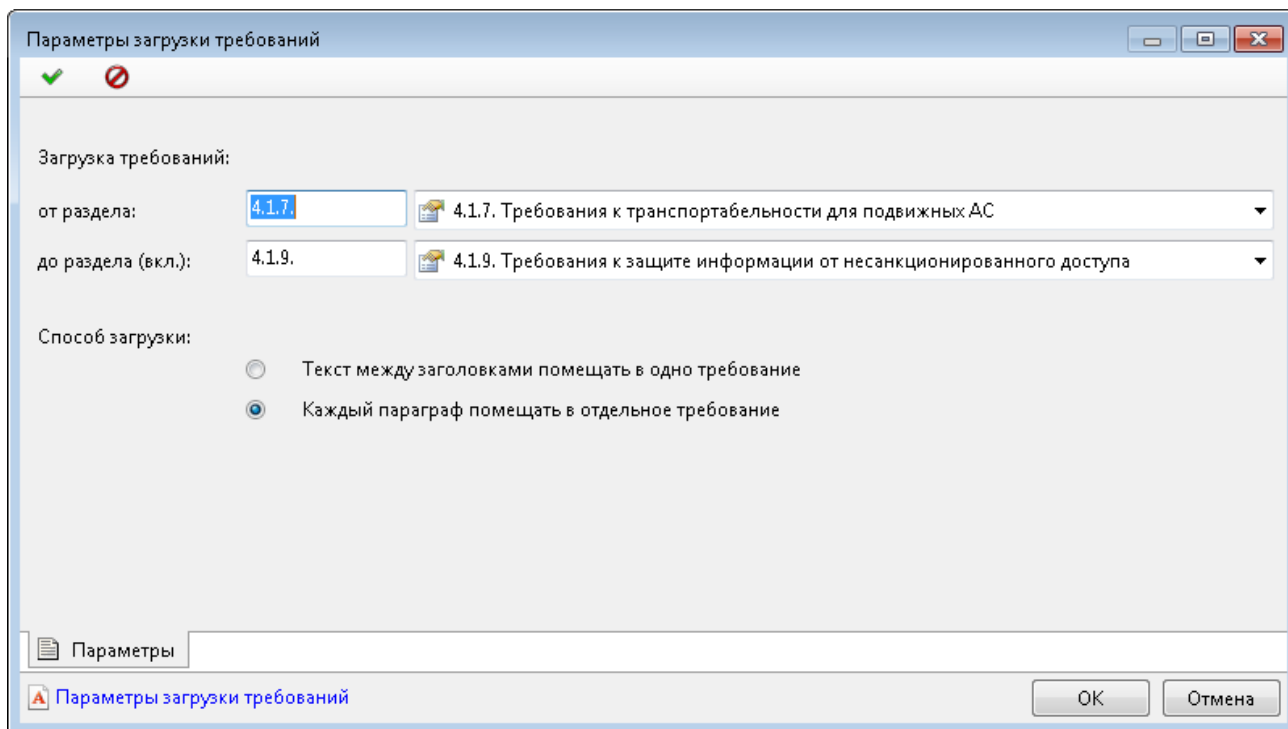 Параметры загрузки требований
Загрузка требований:
от раздела: 4.1.7. 4.1.7. Требования к транспортабельности для подвижных АС
до раздела (вкл.): 4.1.9. 4.1.9. Требования к защите информации от несанкционированного доступа
Способ загрузки:
Текст между заголовками помещать в одно требование
Каждый параграф помещать в отдельное требование
Параметры
A Параметры загрузки требований OK Отмена